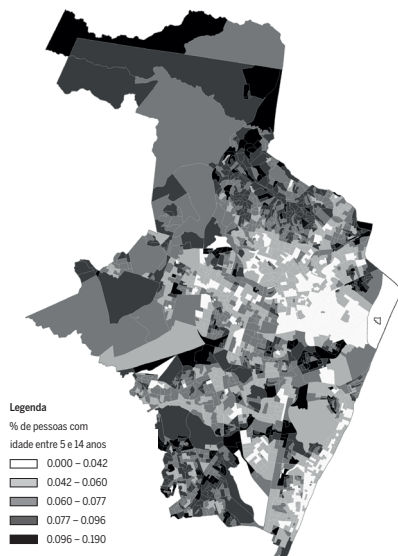 Legenda
% de pessoas com
idade entre 5 e 14 anos
0.000 – 0.042
0.042 – 0.060
0.060 – 0.077
0.077 – 0.096
0.096 – 0.190